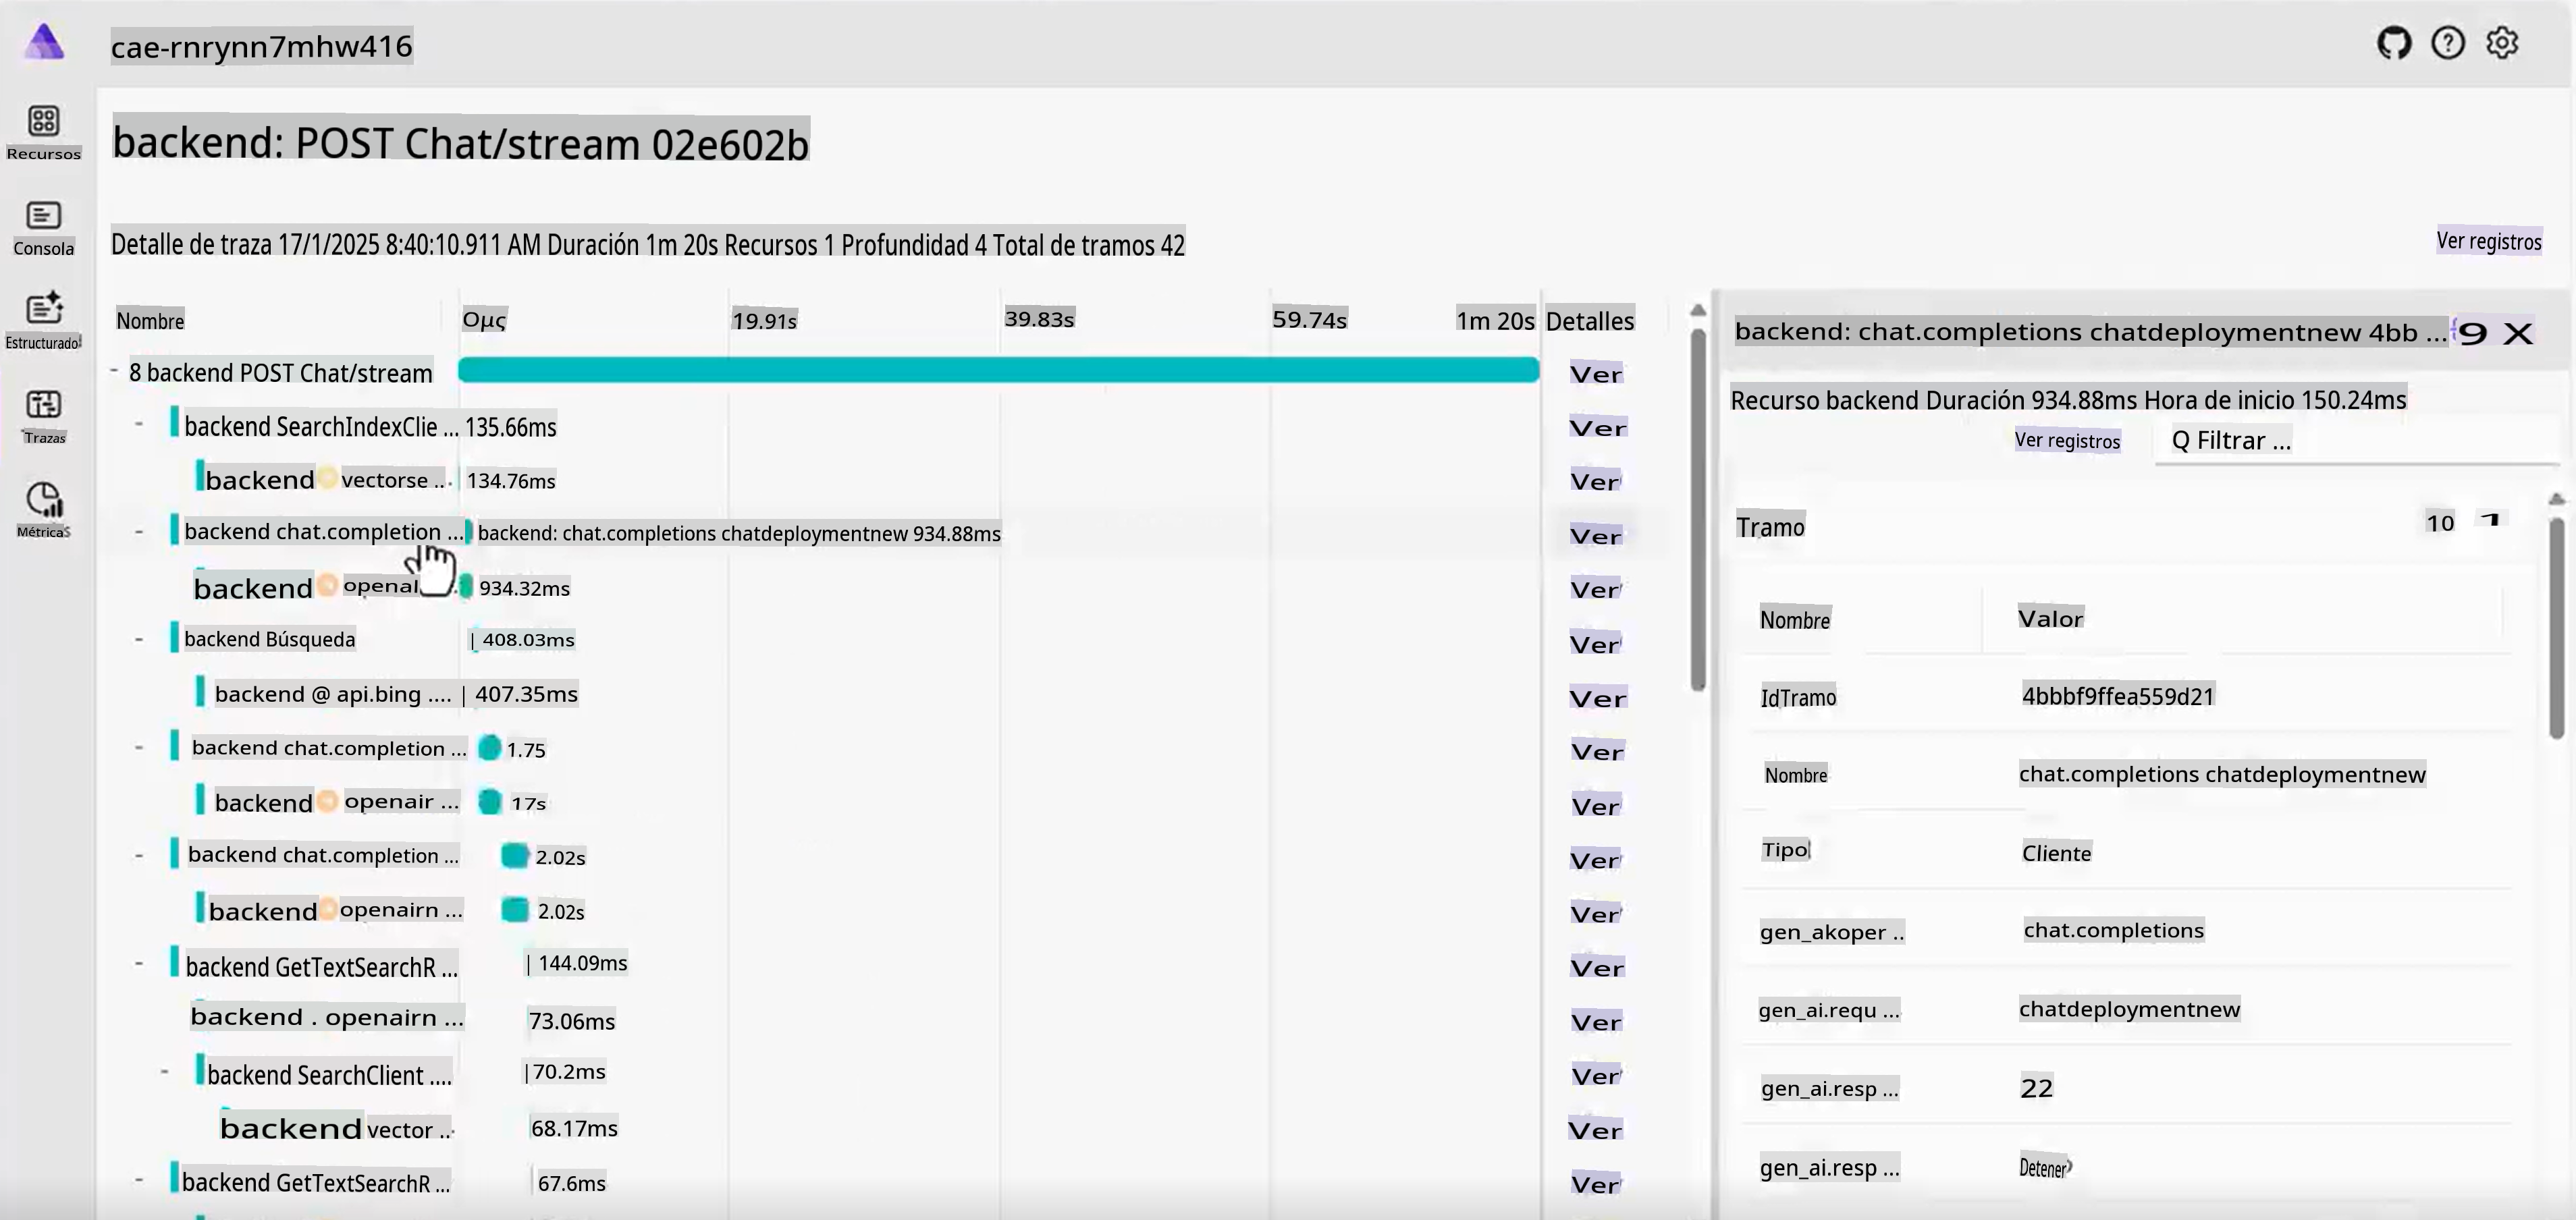 cae-rnrynn7mhw416
Recursos
Consola
Estructurado
Trazas
Métricas
backend: POST Chat/stream 02e602b
Detalle de traza 17/1/2025 8:40:10.911 AM Duración 1m 20s Recursos 1 Profundidad 4 Total de tramos 42
Ver registros
Nombre 0μς 19.91s 39.83s 59.74s 1m 20s Detalles
- 8 backend POST Chat/stream Ver
- backend SearchIndexClie ... 135.66ms Ver
backend vectorse ... 134.76ms Ver
- backend chat.completion ... backend: chat.completions chatdeploymentnew 934.88ms Ver
backend openai 934.32ms Ver
- backend Búsqueda | 408.03ms Ver
backend @ api.bing .... | 407.35ms Ver
- backend chat.completion ... 1.75 Ver
backend openair ... 17s Ver
- backend chat.completion ... 2.02s Ver
backend openairn ... 2.02s Ver
- backend GetTextSearchR ... | 144.09ms Ver
backend . openairn ... 73.06ms Ver
- backend SearchClient .... |70.2ms Ver
backend vector ... 68.17ms Ver
- backend GetTextSearchR ... 67.6ms Ver
backend: chat.completions chatdeploymentnew 4bb ... 9 X
Recurso backend Duración 934.88ms Hora de inicio 150.24ms
Ver registros Q Filtrar ...
Tramo 10
Nombre Valor
IdTramo 4bbbf9ffea559d21
Nombre chat.completions chatdeploymentnew
Tipo Cliente
gen_akoper .. chat.completions
gen_ai.requ ... chatdeploymentnew
gen_ai.resp ... 22
gen_ai.resp ... Detener